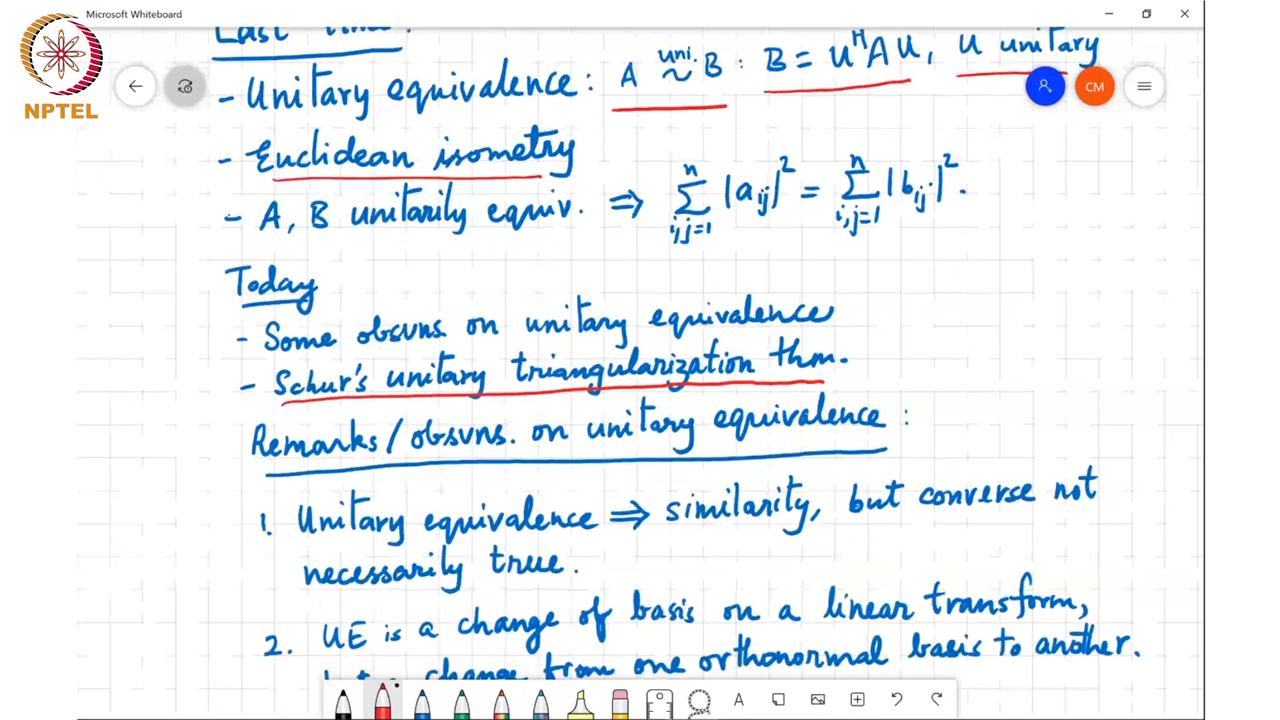 Microsoft Whiteboard
NPTEL
CM
Last time:
- Unitary equivalence: A uni. ~ B : B = U^H A U, U unitary
- Euclidean isometry
- A, B unitarily equiv. ⇒ ∑_{i,j=1}^{n} |a_ij|^2 = ∑_{i,j=1}^{n} |b_ij|^2.
Today
- Some obsvns. on unitary equivalence
- Schur's unitary triangularization thm.
Remarks/obsvns. on unitary equivalence:
1. Unitary equivalence ⇒ similarity, but converse not
necessarily true.
2. UE is a change of basis on a linear transform,
change from one orthonormal basis to another.
A